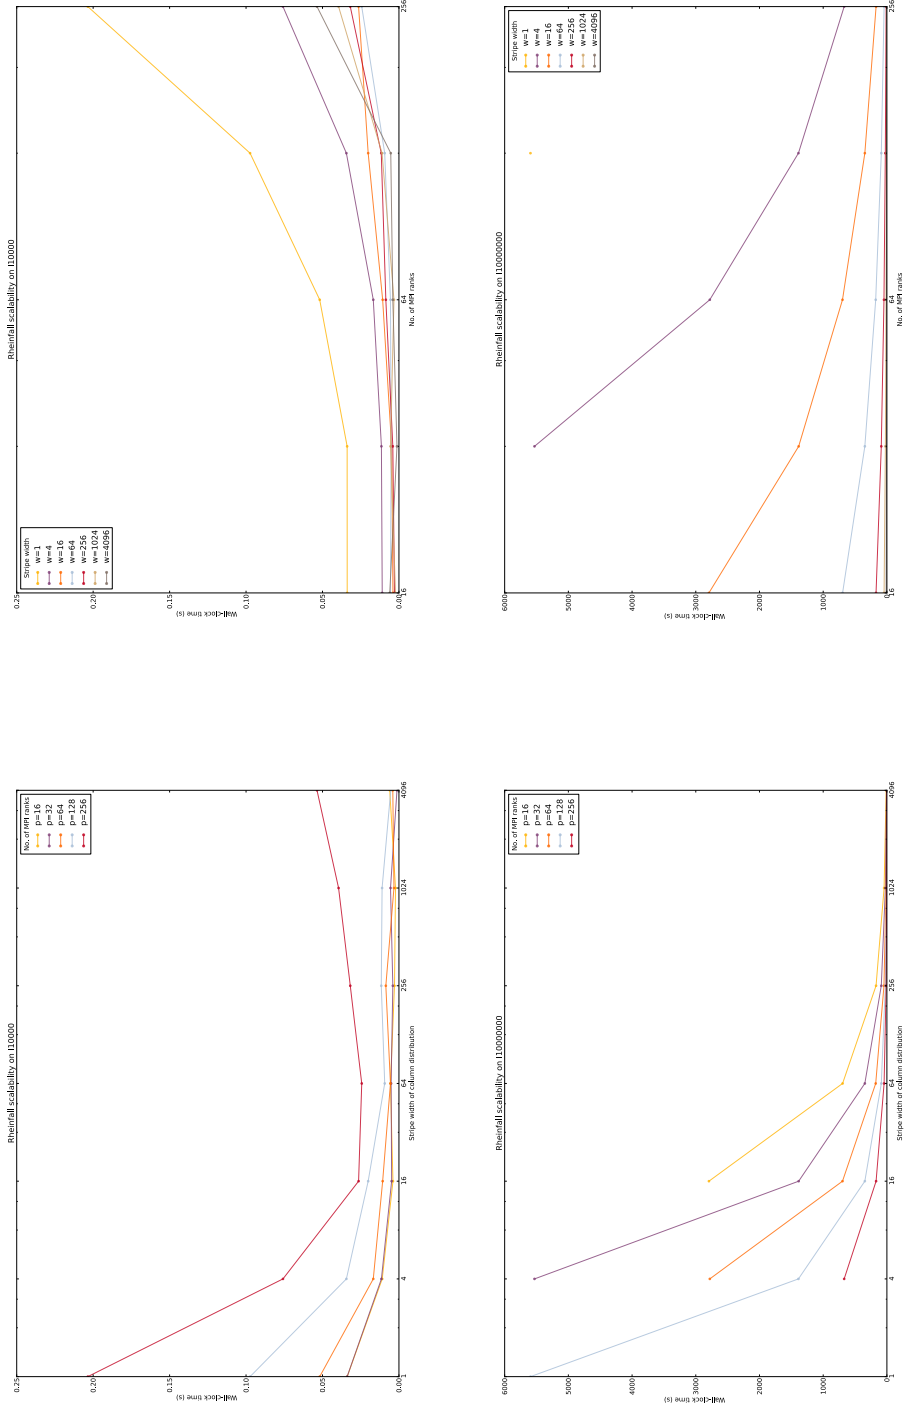 Rheinfall scalability on I10000
Stripe width
w=1
w=4
w=16
w=64
w=256
w=1024
w=4096
0.25
0.20
0.15
0.10
0.05
0.00
Wall-clock time (s)
16
64
256
No. of MPI ranks
Rheinfall scalability on I10000000
Stripe width
w=1
w=4
w=16
w=64
w=256
w=1024
w=4096
6000
5000
4000
3000
2000
1000
0
Wall-clock time (s)
16
64
256
No. of MPI ranks
Rheinfall scalability on I10000
No. of MPI ranks
p=16
p=32
p=64
p=128
p=256
0.25
0.20
0.15
0.10
0.05
0.00
Wall-clock time (s)
1
4
16
64
256
1024
4096
Stripe width of column distribution
Rheinfall scalability on I10000000
No. of MPI ranks
p=16
p=32
p=64
p=128
p=256
6000
5000
4000
3000
2000
1000
0
Wall-clock time (s)
1
4
16
64
256
1024
4096
Stripe width of column distribution